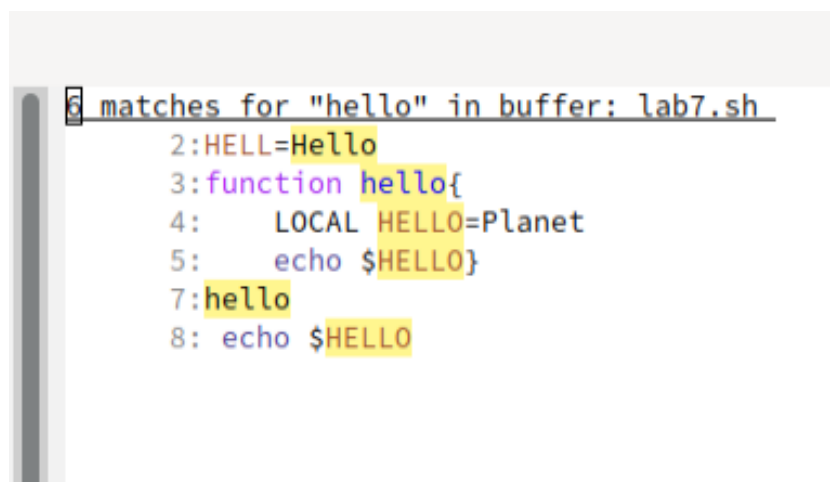 6 matches for "hello" in buffer: lab7.sh
2:HELL=Hello
3:function hello{
4:    LOCAL HELLO=Planet
5:    echo $HELLO}
7:hello
8: echo $HELLO